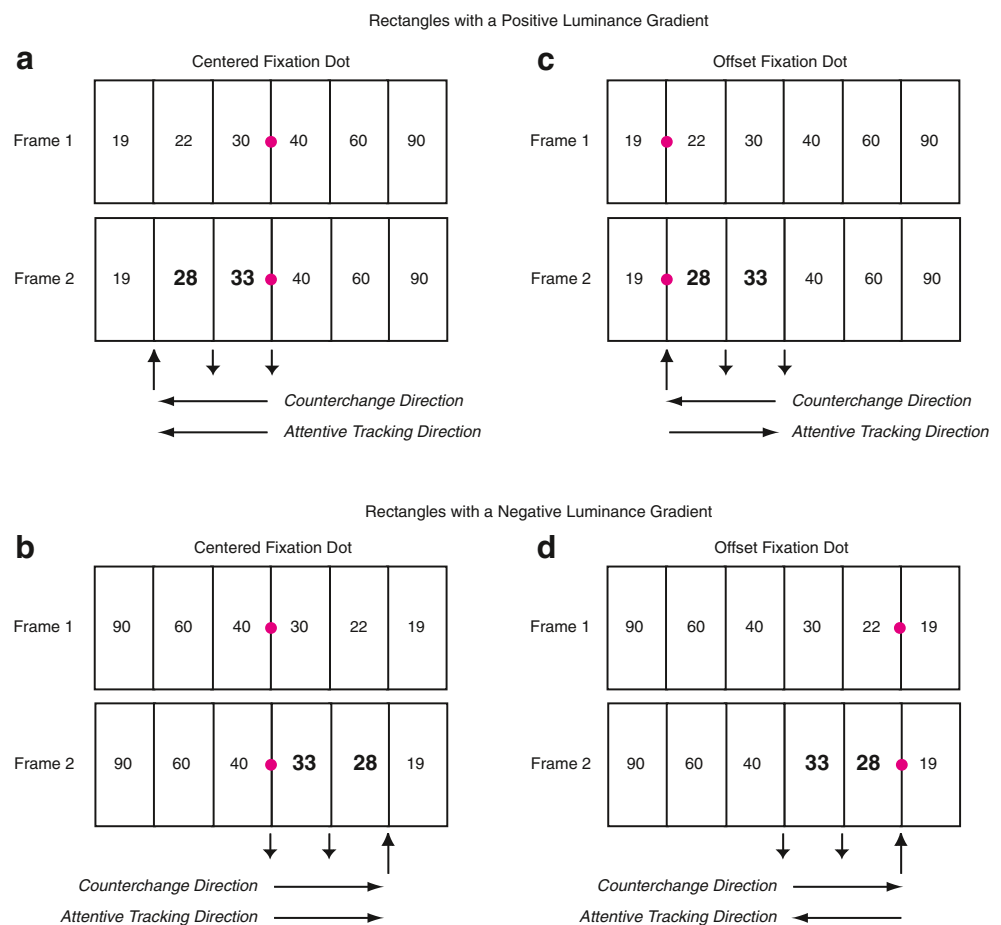 Rectangles with a Positive Luminance Gradient
a
Centered Fixation Dot
Frame 1
19 22 30 40 60 90
Frame 2
19 28 33 40 60 90
Counterchange Direction
Attentive Tracking Direction
c
Offset Fixation Dot
Frame 1
19 22 30 40 60 90
Frame 2
19 28 33 40 60 90
Counterchange Direction
Attentive Tracking Direction
Rectangles with a Negative Luminance Gradient
b
Centered Fixation Dot
Frame 1
90 60 40 30 22 19
Frame 2
90 60 40 33 28 19
Counterchange Direction
Attentive Tracking Direction
d
Offset Fixation Dot
Frame 1
90 60 40 30 22 19
Frame 2
90 60 40 33 28 19
Counterchange Direction
Attentive Tracking Direction